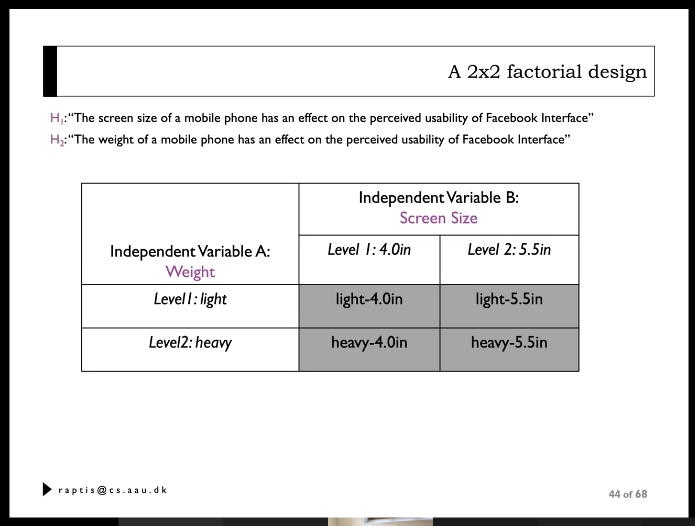 A 2x2 factorial design
H1:“The screen size of a mobile phone has an effect on the perceived usability of Facebook Interface”
H2:“The weight of a mobile phone has an effect on the perceived usability of Facebook Interface”
Independent Variable B:
Screen Size
Independent Variable A:
Weight
Level 1: 4.0in
Level 2: 5.5in
Level1: light
light-4.0in
light-5.5in
Level2: heavy
heavy-4.0in
heavy-5.5in
raptis@cs.aau.dk
44 of 68